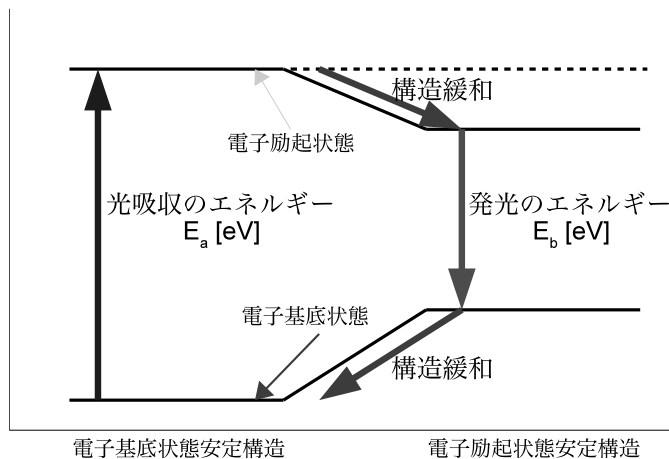 構造緩和
電子励起状態
光吸収のエネルギー
E_a [eV]
発光のエネルギー
E_b [eV]
電子基底状態
構造緩和
電子基底状態安定構造
電子励起状態安定構造